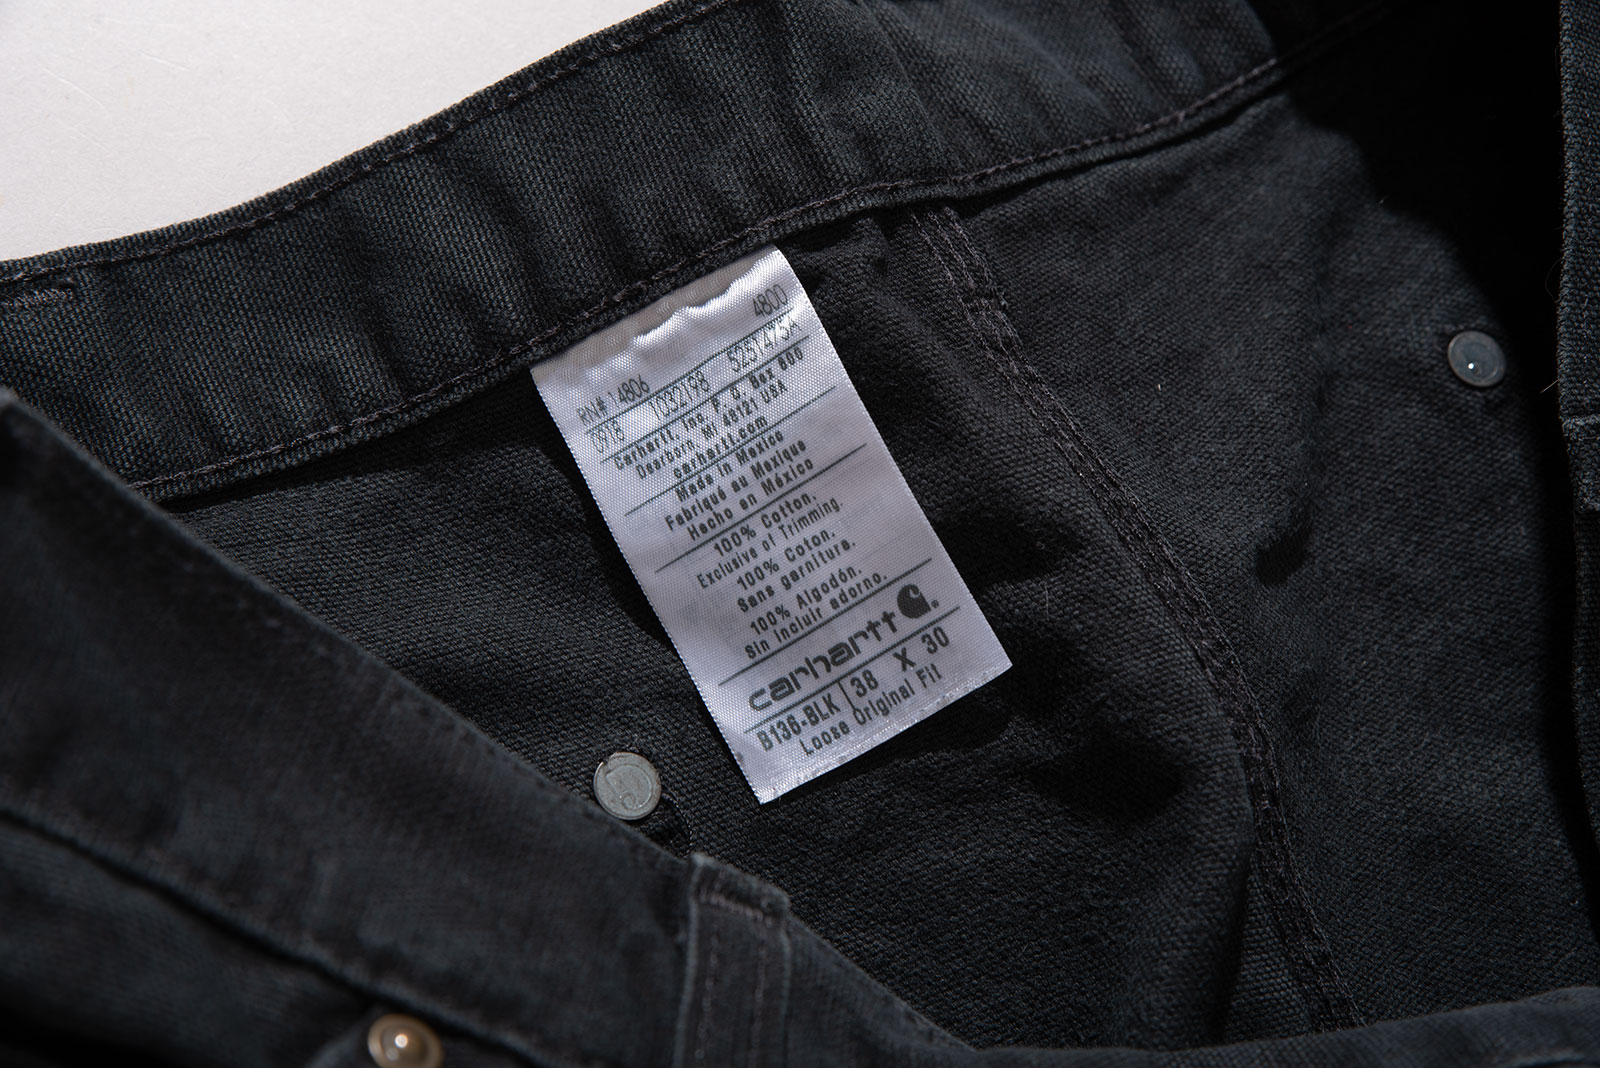 4800
RN# 14806
0918 1032198 525747SA
Carhartt, Inc. P. O. Box 600
Dearborn, MI 48121 USA
carhartt.com
Made in Mexico
Fabriqué au Mexique
Hecho en México
100% Cotton.
Exclusive of Trimming.
100% Coton.
Sans garniture.
100% Algodón.
Sin incluir adorno.
carhartt
B136-BLK 38 X 30
Loose Original Fit